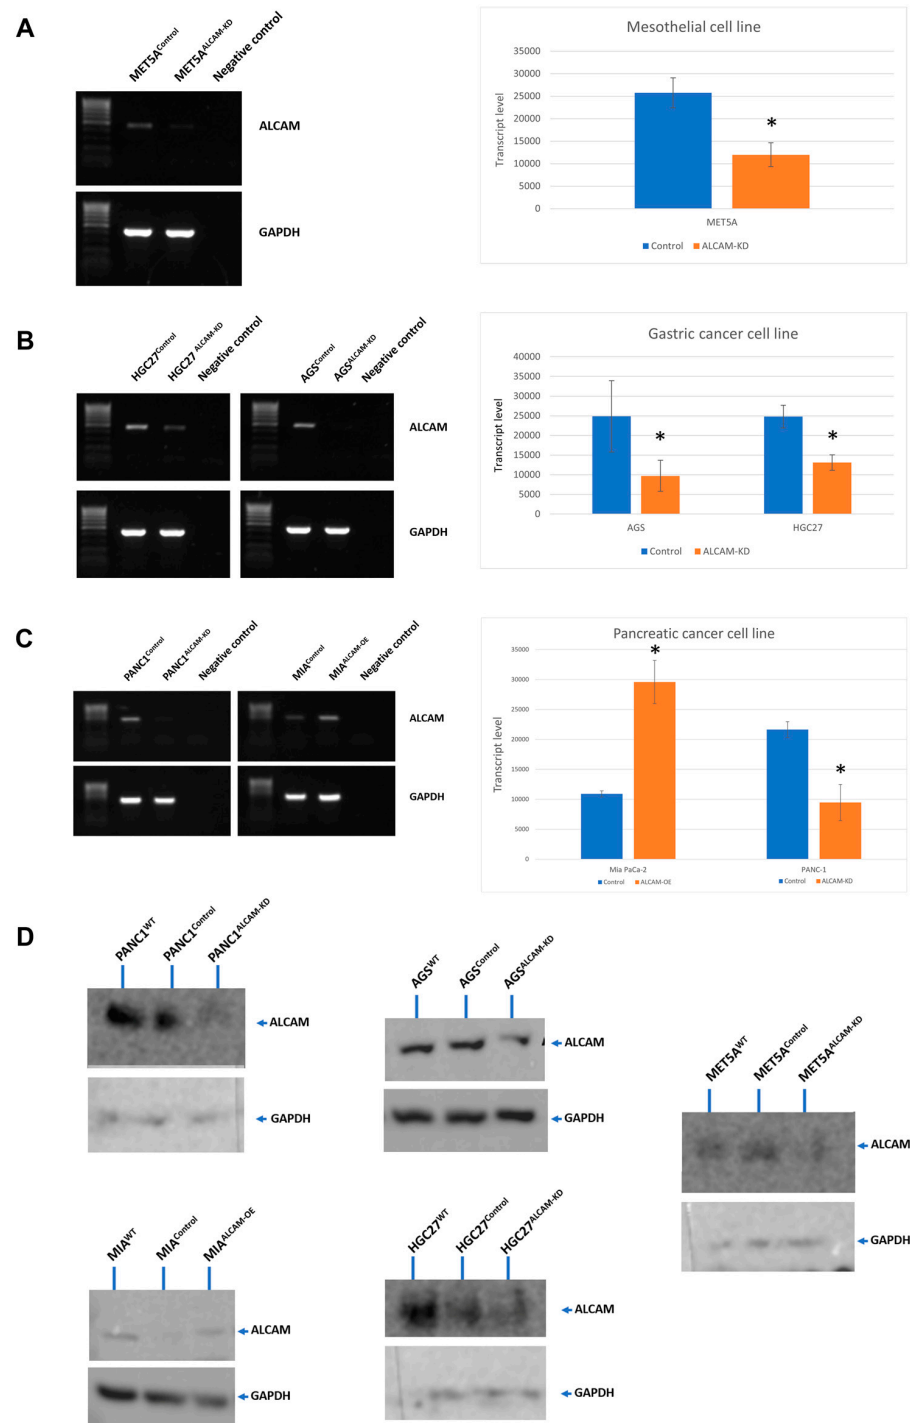 A
MET5AControl
MET5AALCAM-KD
Negative control
ALCAM
GAPDH
Mesothelial cell line
Transcript level
35000
30000
25000
20000
15000
10000
5000
0
*
MET5A
Control ALCAM-KD
B
HGC27Control
HGC27 ALCAM-KD
Negative control
AGSControl
AGSALCAM-KD
Negative control
ALCAM
GAPDH
Gastric cancer cell line
Transcript level
40000
35000
30000
25000
20000
15000
10000
5000
0
*
*
AGS HGC27
Control ALCAM-KD
C
PANC1Control
PANC1ALCAM-KD
Negative control
MIAControl
MIAALCAM-OE
Negative control
ALCAM
GAPDH
Pancreatic cancer cell line
Transcript level
35000
30000
25000
20000
15000
10000
5000
0
*
*
Mia PaCa-2 PANC-1
Control ALCAM-OE Control ALCAM-KD
D
PANC1WT
PANC1Control
PANC1ALCAM-KD
ALCAM
GAPDH
AGSWT
AGSControl
AGSALCAM-KD
ALCAM
GAPDH
MET5AWT
MET5AControl
MET5AALCAM-KD
ALCAM
GAPDH
MIAWT
MIAControl
MIAALCAM-OE
ALCAM
GAPDH
HGC27WT
HGC27Control
HGC27ALCAM-KD
ALCAM
GAPDH